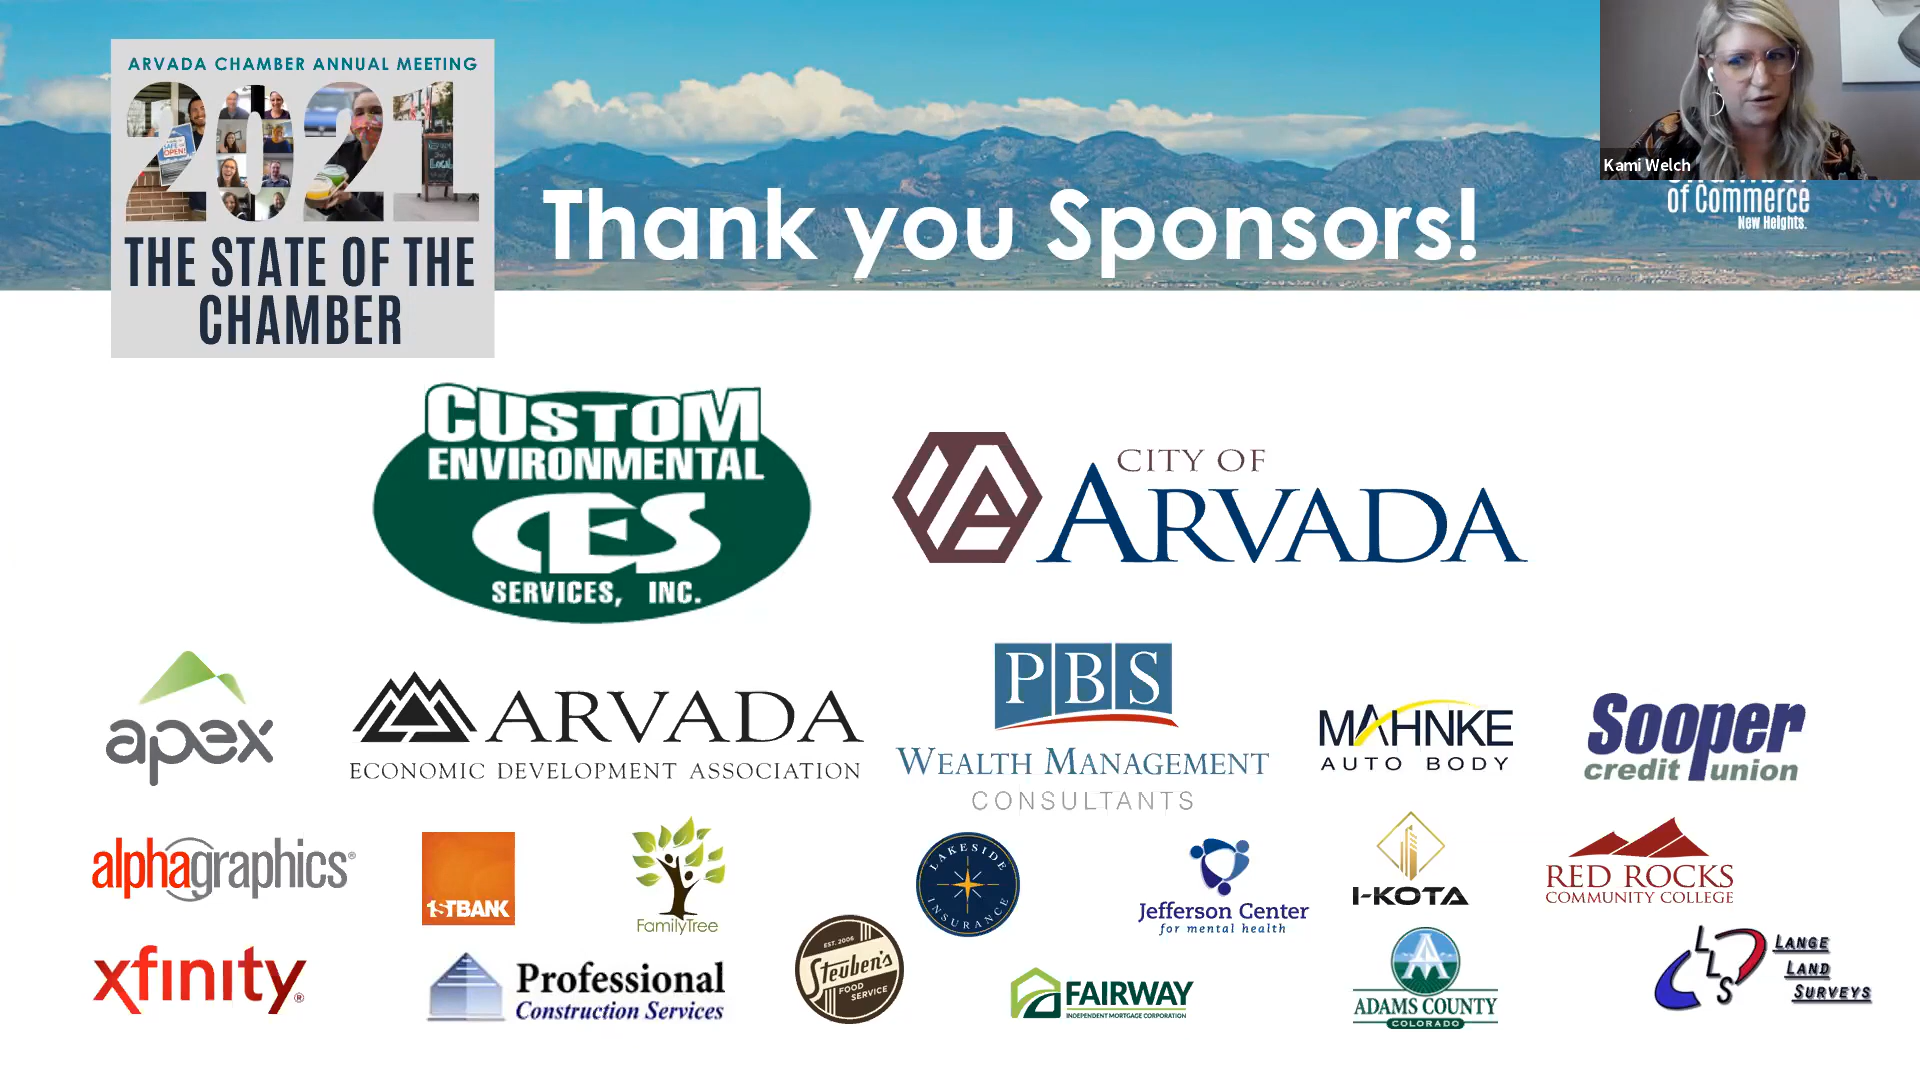 ARVADA CHAMBER ANNUAL MEETING
2021
THE STATE OF THE
CHAMBER
Thank you Sponsors!
Kami Welch
of Commerce
New Heights.
CUSTOM
ENVIRONMENTAL
CES
SERVICES, INC.
CITY OF
ARVADA
apex
ARVADA
ECONOMIC DEVELOPMENT ASSOCIATION
PBS
WEALTH MANAGEMENT
CONSULTANTS
MAHNKE
AUTO BODY
Sooper
credit union
alphagraphics®
1STBANK
FamilyTree
LAKESIDE
INSURANCE
Jefferson Center
for mental health
I-KOTA
RED ROCKS
COMMUNITY COLLEGE
xfinity®
Professional
Construction Services
EST. 2006
Steuben's
FOOD
SERVICE
FAIRWAY
INDEPENDENT MORTGAGE CORPORATION
ADAMS COUNTY
COLORADO
LLS
LANGE
LAND
SURVEYS